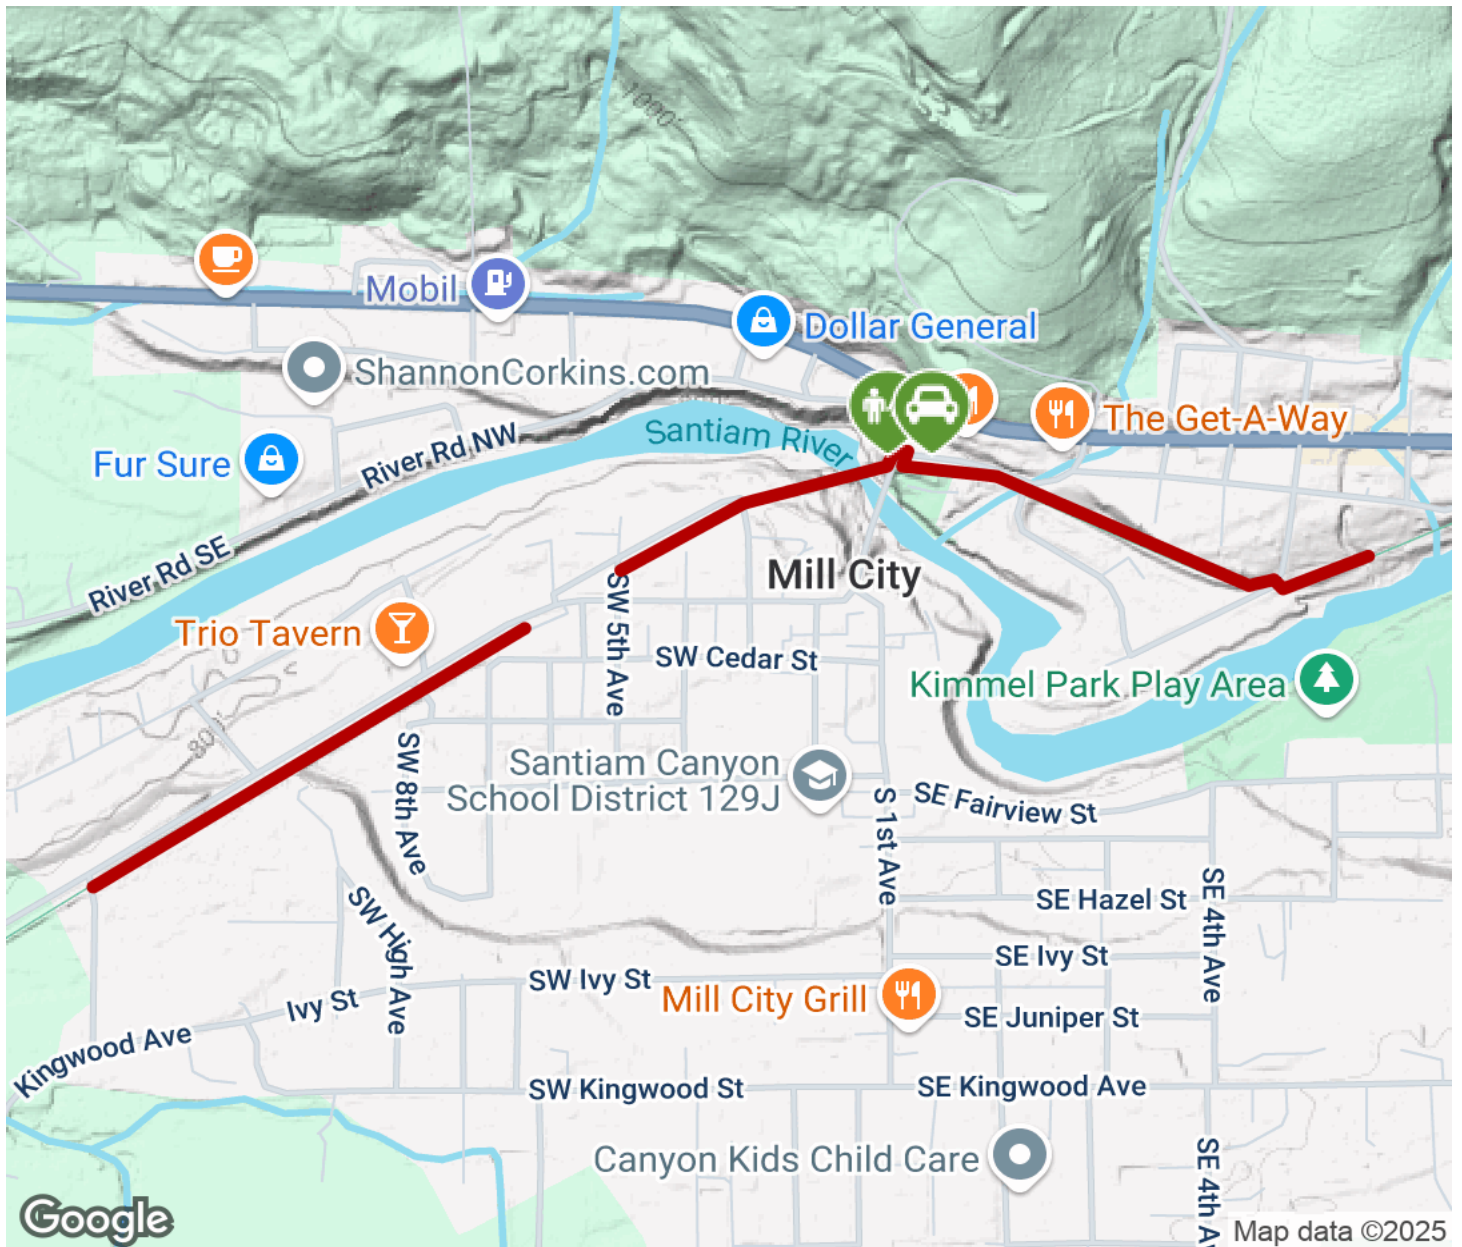 1000'
Mobil
Dollar General
ShannonCorkins.com
The Get-A-Way
Santiam River
River Rd NW
Fur Sure
River Rd SE
Mill City
SW 5th Ave
Trio Tavern
SW Cedar St
Kimmel Park Play Area
800'
SW 8th Ave
Santiam Canyon
School District 129J
S 1st Ave
SE Fairview St
SE 4th Ave
SE Hazel St
SW High Ave
SE Ivy St
SW Ivy St
Ivy St
Mill City Grill
SE Juniper St
Kingwood Ave
SW Kingwood St
SE Kingwood Ave
Canyon Kids Child Care
SE 4th Av
Google
Map data ©2025